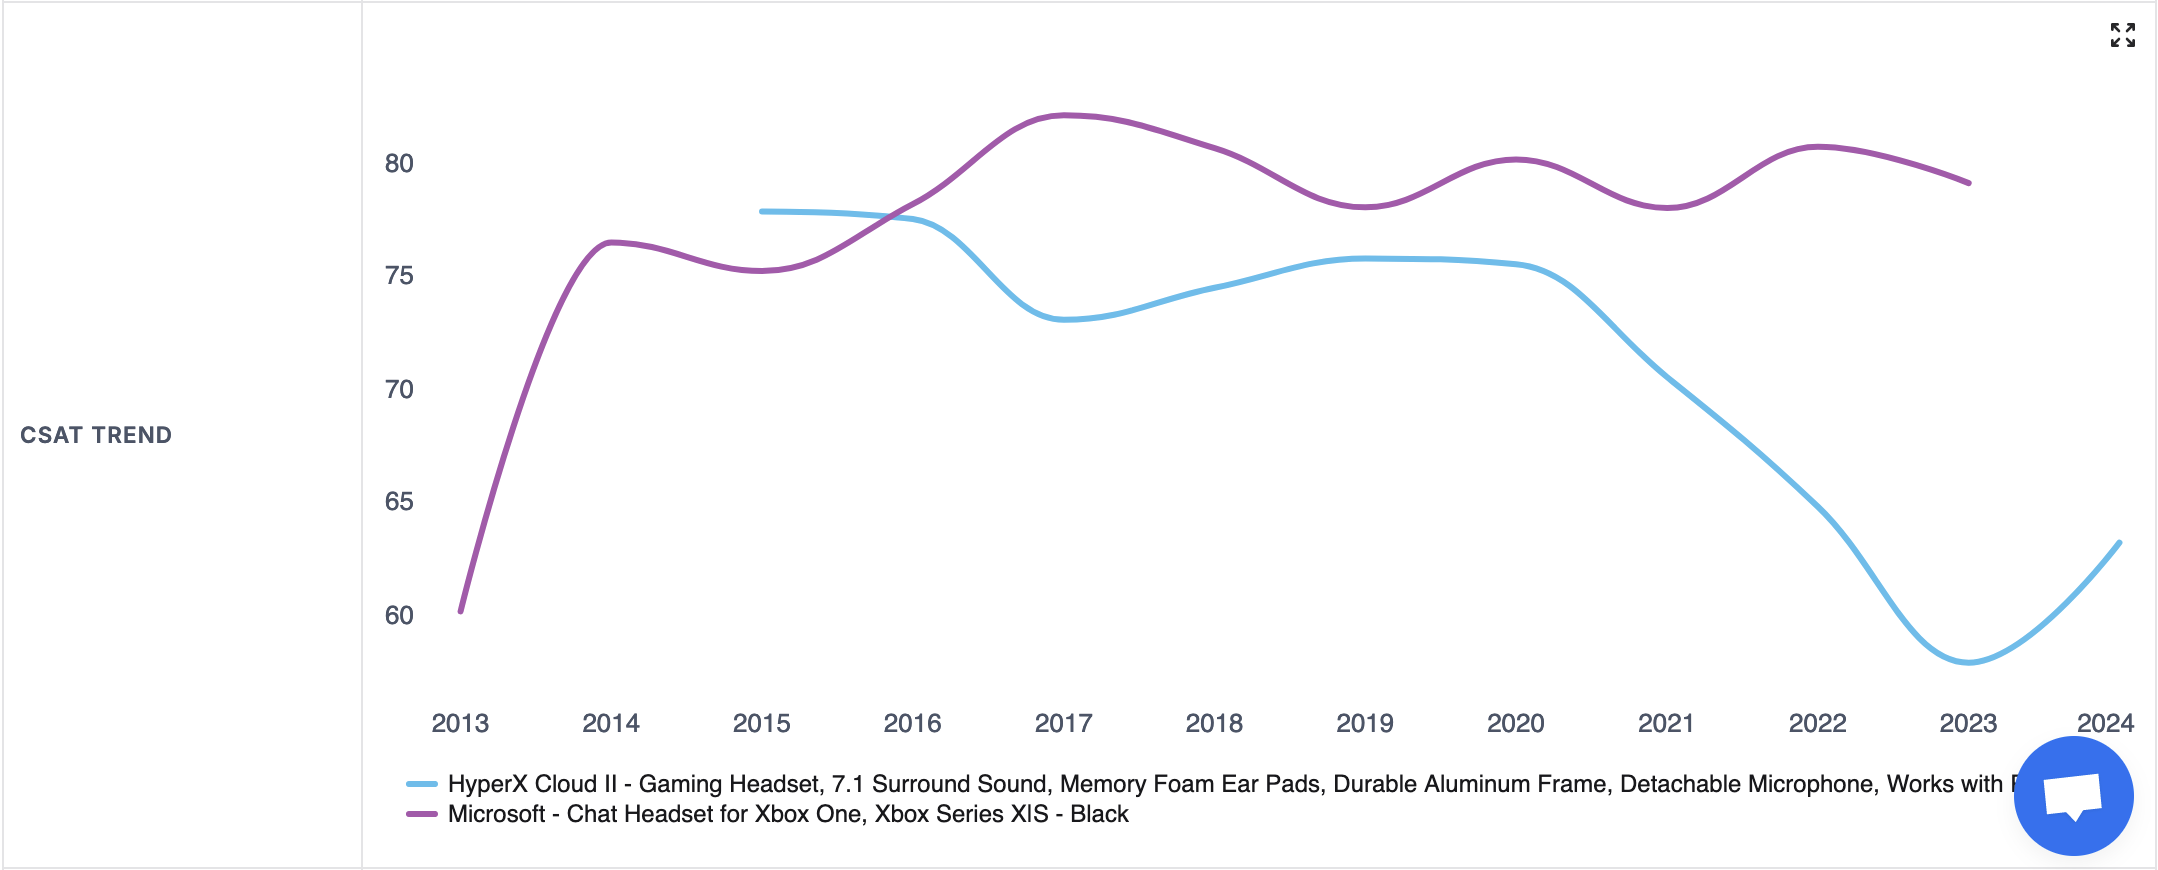 CSAT TREND
80
75
70
65
60
2013 2014 2015 2016 2017 2018 2019 2020 2021 2022 2023 2024
HyperX Cloud II - Gaming Headset, 7.1 Surround Sound, Memory Foam Ear Pads, Durable Aluminum Frame, Detachable Microphone, Works with
Microsoft - Chat Headset for Xbox One, Xbox Series X|S - Black